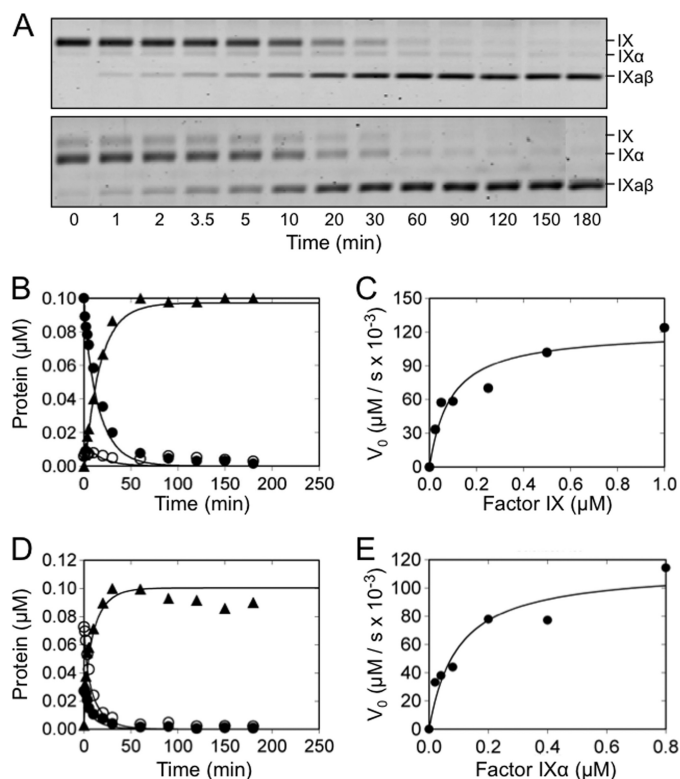 A
IX
IXα
IXaβ
IX
IXα
IXaβ
0 1 2 3.5 5 10 20 30 60 90 120 150 180
Time (min)
B
Protein (µM)
0.10
0.08
0.06
0.04
0.02
0.00
0 50 100 150 200 250
Time (min)
C
V0 (µM / s x 10-3)
150
120
90
60
30
0
0.0 0.2 0.4 0.6 0.8 1.0
Factor IX (µM)
D
Protein (µM)
0.12
0.10
0.08
0.06
0.04
0.02
0.00
0 50 100 150 200 250
Time (min)
E
V0 (µM / s x 10-3)
120
100
80
60
40
20
0
0.0 0.2 0.4 0.6 0.8
Factor IXα (µM)